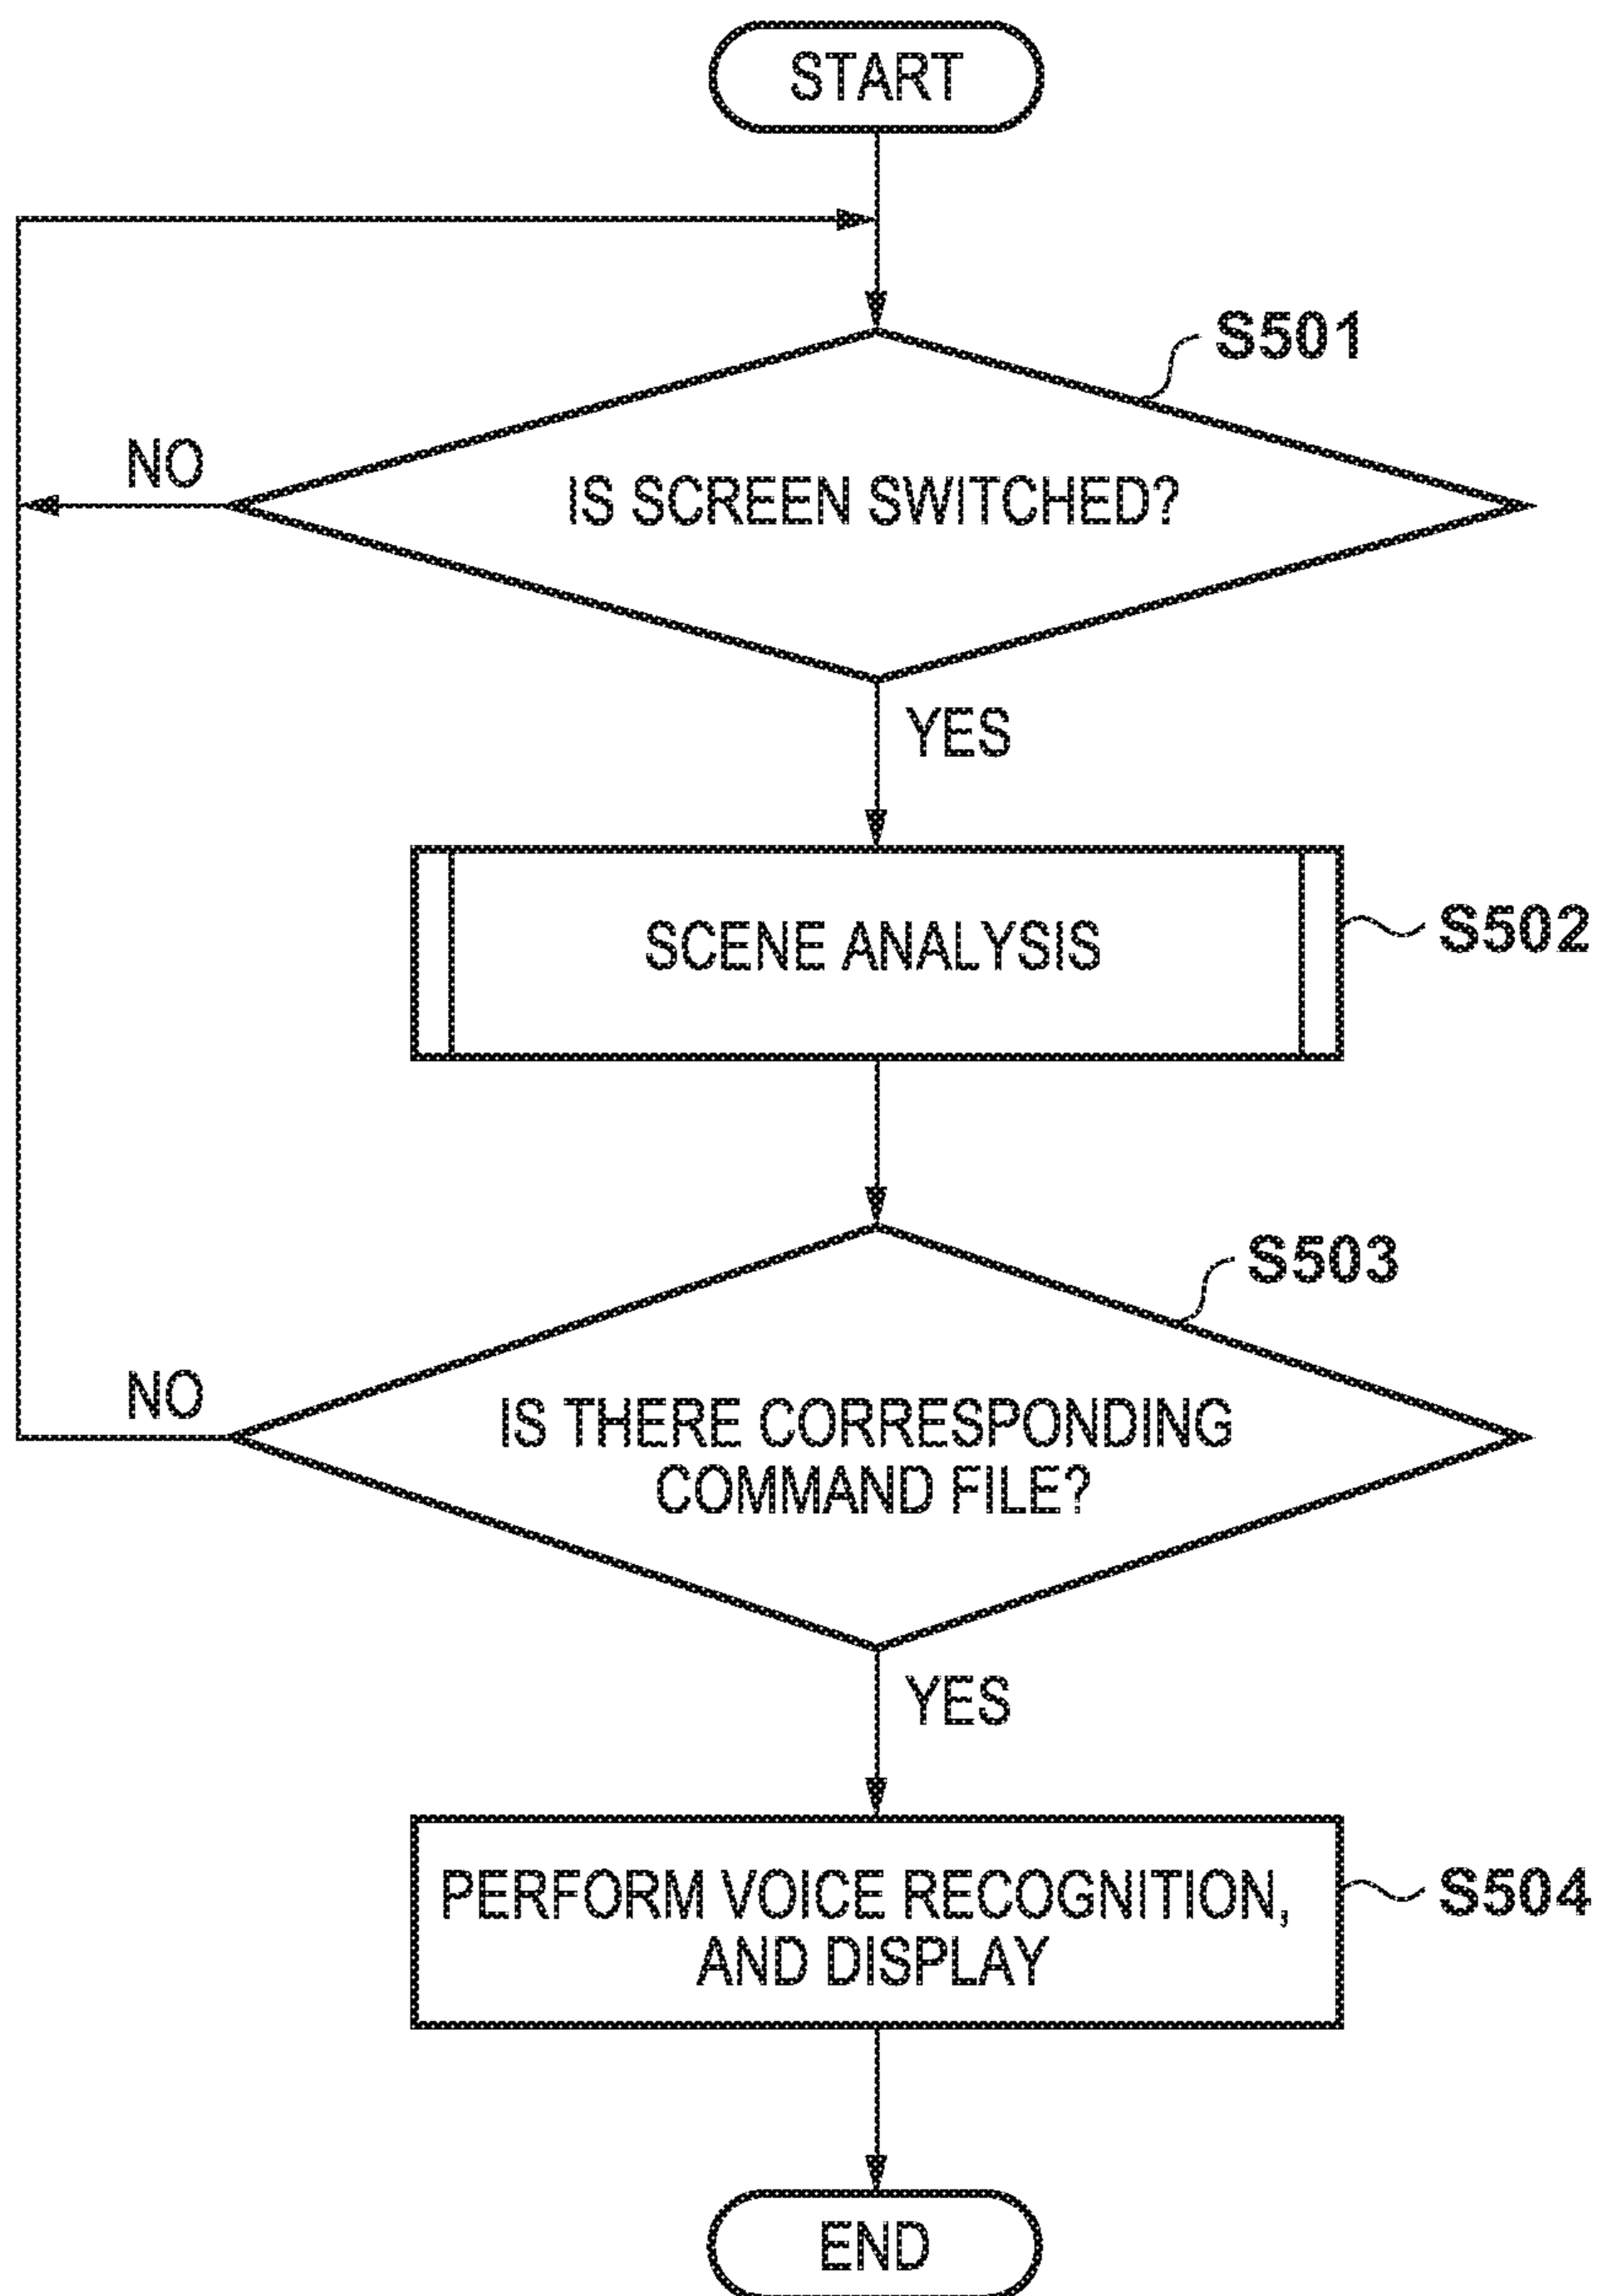 START
S501
NO
IS SCREEN SWITCHED?
YES
SCENE ANALYSIS
S502
S503
NO
IS THERE CORRESPONDING
COMMAND FILE?
YES
PERFORM VOICE RECOGNITION,
AND DISPLAY
S504
END